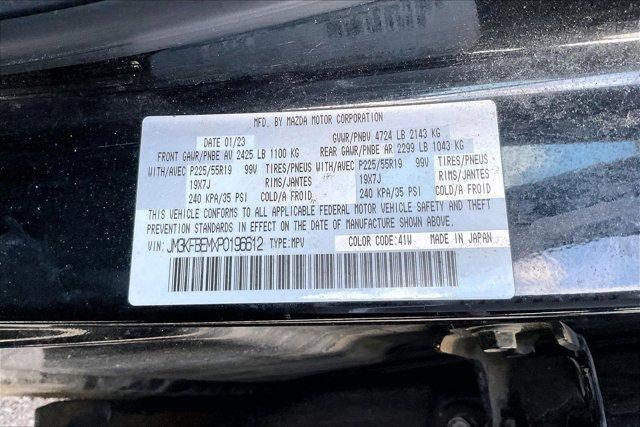 MFD. BY MAZDA MOTOR CORPORATION
DATE 01/23 GVWR/PNBV 4724 LB 2143 KG
FRONT GAWR/PNBE AV 2425 LB 1100 KG REAR GAWR/PNBE AR 2299 LB 1043 KG
WITH/AVEC P225/55R19 99V TIRES/PNEUS WITH/AVEC P225/55R19 99V TIRES/PNEUS
19X7J RIMS/JANTES 19X7J RIMS/JANTES
240 KPA/35 PSI COLD/A FROID 240 KPA/35 PSI COLD/A FROID
THIS VEHICLE CONFORMS TO ALL APPLICABLE FEDERAL MOTOR VEHICLE SAFETY AND THEFT
PREVENTION STANDARDS IN EFFECT ON THE DATE OF MANUFACTURE SHOWN ABOVE.
VIN: JM3KFBEMXP0196612 TYPE: MPV COLOR CODE: 41W MADE IN JAPAN